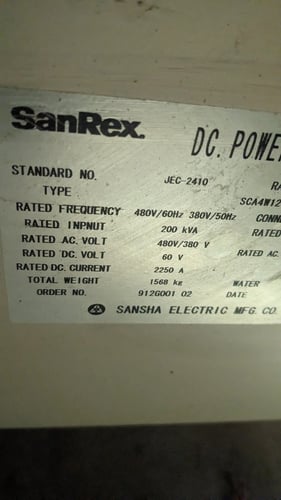 SanRex.
DC. POWE
STANDARD NO. JEC-2410 RA
TYPE SCA4W12
RATED FREQUENCY 480V/60Hz 380V/50Hz CONN
RATED INPNUT 200 kVA RATED
RATED AC. VOLT 480V/380 V
RATED DC. VOLT 60 V RATED AC.
RATED DC. CURRENT 2250 A
TOTAL WEIGHT 1568 kg WATER
ORDER NO. 912G001 02 DATE
SANSHA ELECTRIC MFG. CO.